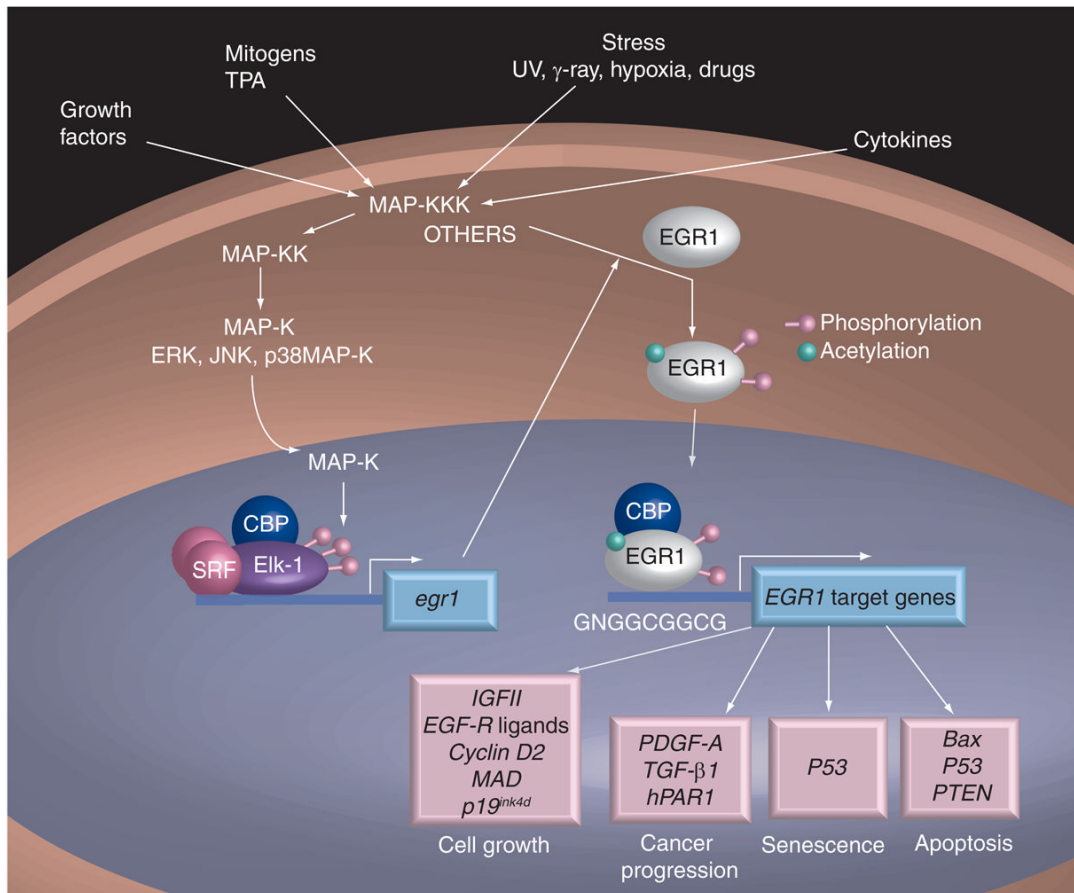 Mitogens
TPA
Stress
UV, γ-ray, hypoxia, drugs
Growth
factors
Cytokines
MAP-KKK
OTHERS
EGR1
MAP-KK
MAP-K
ERK, JNK, p38MAP-K
Phosphorylation
Acetylation
EGR1
MAP-K
CBP
SRF
Elk-1
egr1
CBP
EGR1
GNGGCGGCG
EGR1 target genes
IGFII
EGF-R ligands
Cyclin D2
MAD
p19ink4d
Cell growth
PDGF-A
TGF-β1
hPAR1
Cancer
progression
P53
Senescence
Bax
P53
PTEN
Apoptosis